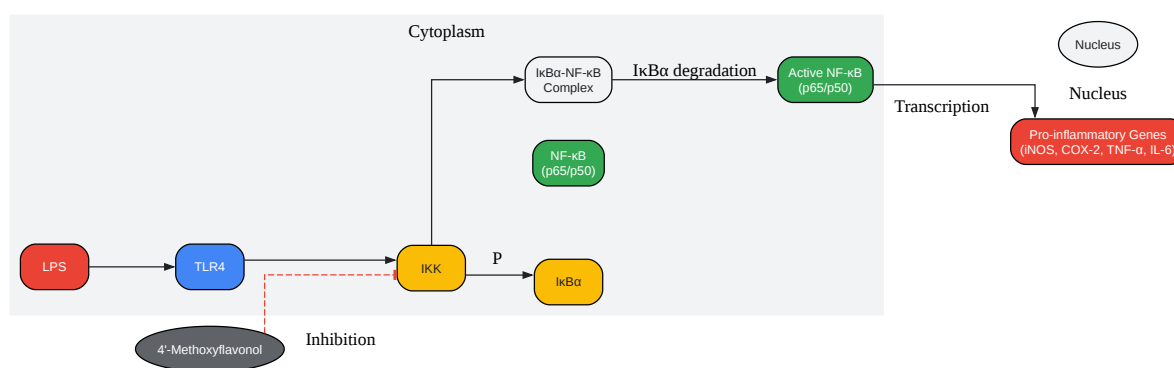 Cytoplasm
Nucleus
IκBα-NF-κB
Complex
IκBα degradation
Active NF-κB
(p65/p50)
Transcription
Nucleus
Pro-inflammatory Genes
(iNOS, COX-2, TNF-α, IL-6)
NF-κB
(p65/p50)
LPS
TLR4
IKK
P
IκBα
4'-Methoxyflavonol
Inhibition